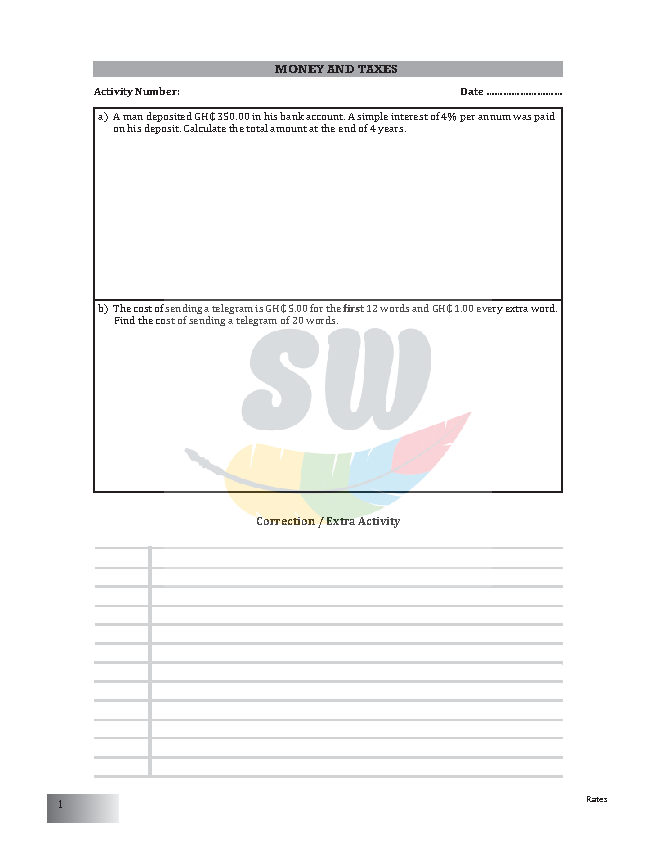 MONEY AND TAXES
Activity Number:
Date ...........................
a) A man deposited GH₵ 350.00 in his bank account. A simple interest of 4% per annum was paid
on his deposit. Calculate the total amount at the end of 4 years.
b) The cost of sending a telegram is GH₵ 5.00 for the first 12 words and GH₵ 1.00 every extra word.
Find the cost of sending a telegram of 20 words.
SW
Correction / Extra Activity
1
Rates